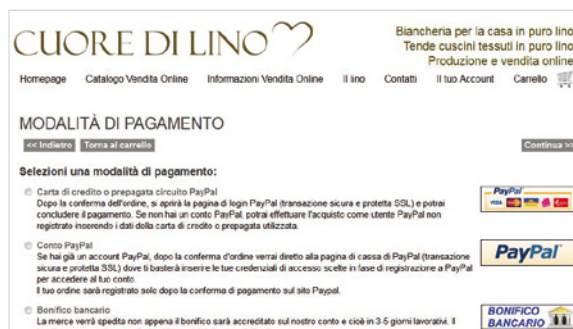 CUORE DI LINO
Biancheria per la casa in puro lino
Tende cuscini tessuti in puro lino
Produzione e vendita online
Homepage Catalogo Vendita Online Informazioni Vendita Online Il lino Contatti Il tuo Account Carrello
MODALITÀ DI PAGAMENTO
<< Indietro Torna al carrello Continua >>
Selezioni una modalità di pagamento:
Carta di credito o prepagata circuito PayPal
Dopo la conferma dell'ordine, si aprirà la pagina di login PayPal (transazione sicura e protetta SSL) e potrai
concludere il pagamento. Se non hai un conto PayPal, potrai effettuare l'acquisto come utente PayPal non
registrato inserendo i dati della carta di credito o prepagata utilizzata.
PayPal
VISA
Conto PayPal
Se hai già un account PayPal, dopo la conferma d'ordine verrai diretto alla pagina di cassa di PayPal (transazione
sicura e protetta SSL) dove ti basterà inserire le tue credenziali di accesso scelte in fase di registrazione a PayPal
per accedere al tuo conto.
Il tuo ordine sarà registrato solo dopo la conferma di pagamento sul sito Paypal.
PayPal
Bonifico bancario
La merce verrà spedita non appena il bonifico sarà accreditato sul nostro conto e cioè in 3-5 giorni lavorativi. Il
BONIFICO
BANCARIO